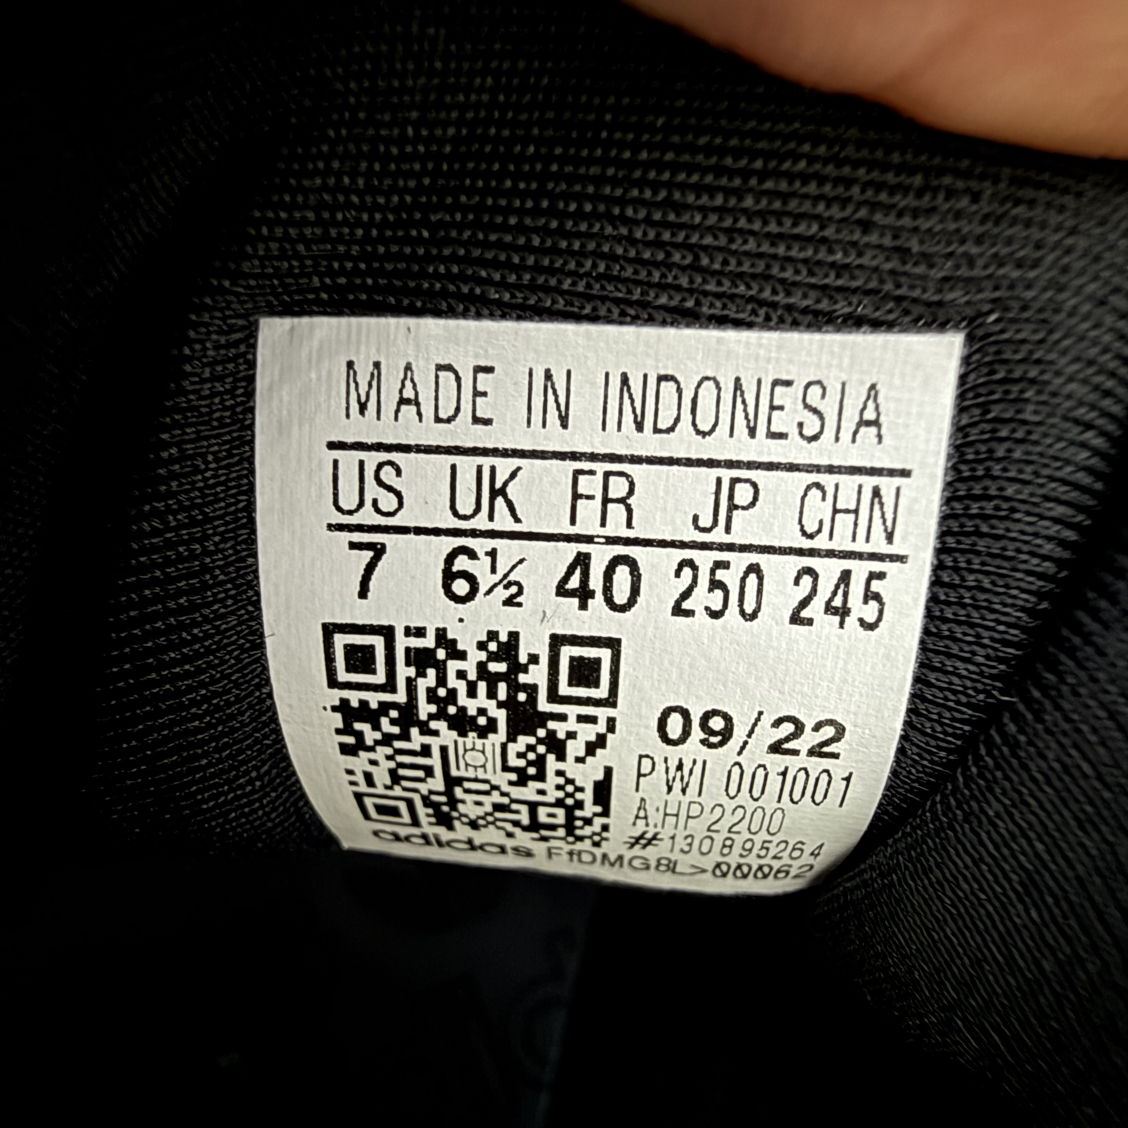 MADE IN INDONESIA
US UK FR JP CHN
7 6½ 40 250 245
09/22
PWI 001001
A:HP2200
#130895264
adidas FfDMG8L>00062